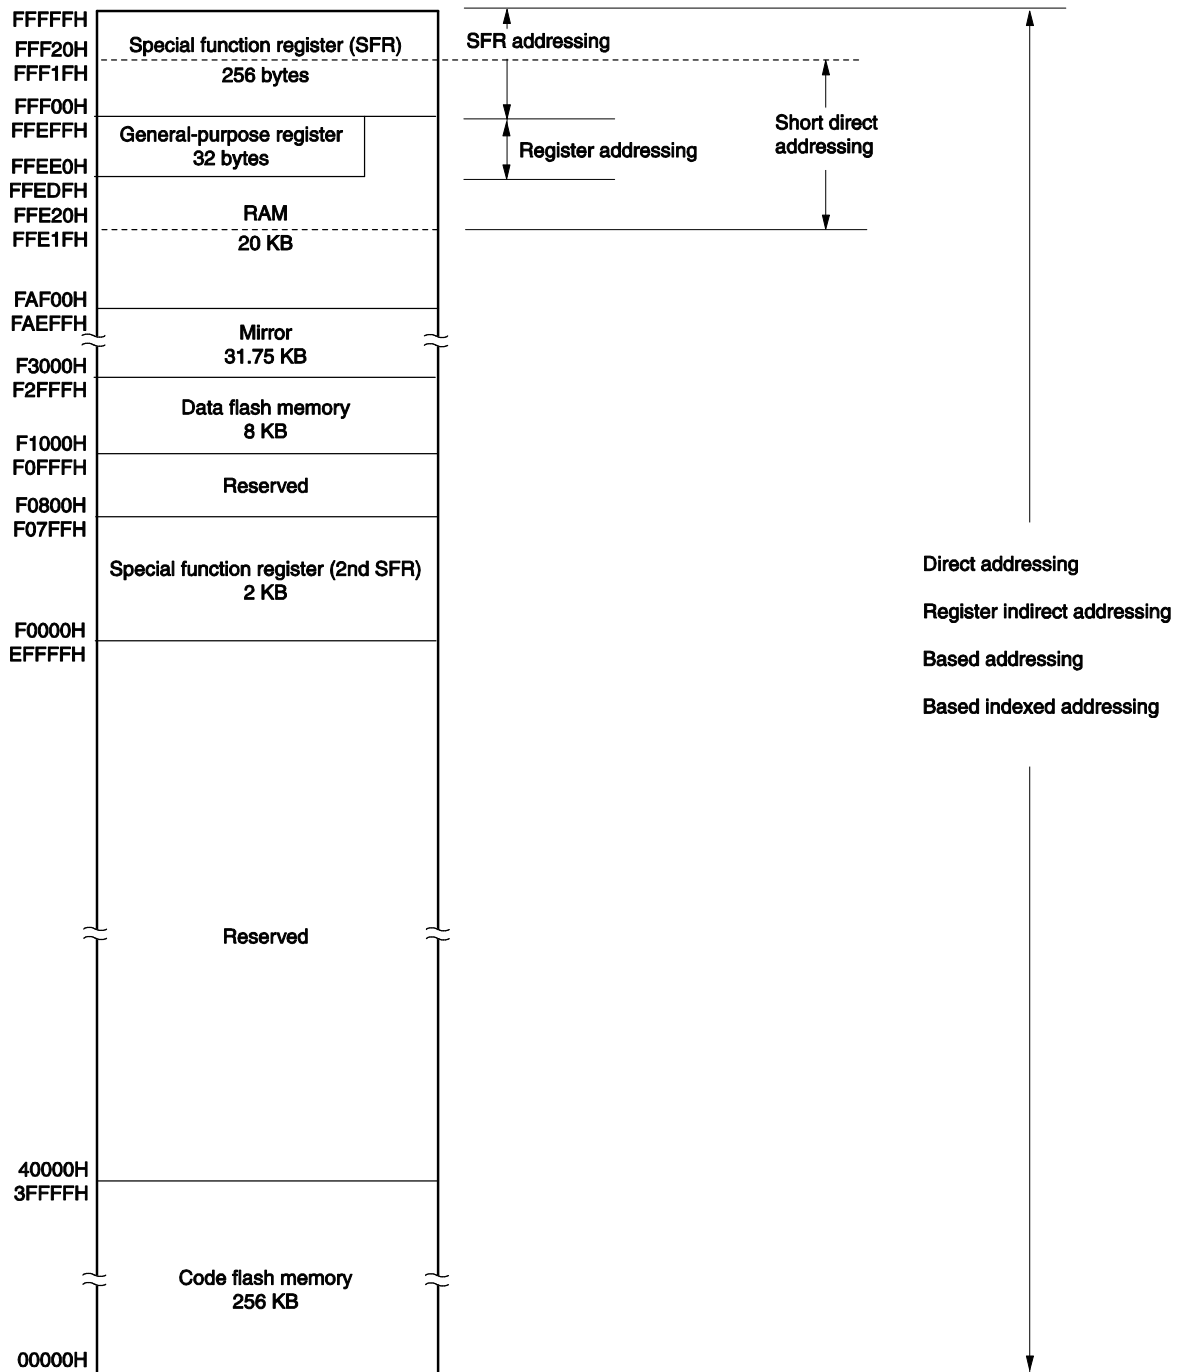 FFFFFH
FFF20H
FFF1FH
FFF00H
FFEFFH
FFEE0H
FFEDFH
FFE20H
FFE1FH
FAF00H
FAEFFH
F3000H
F2FFFH
F1000H
F0FFFH
F0800H
F07FFH
F0000H
EFFFFH
40000H
3FFFFH
00000H
Special function register (SFR)
256 bytes
General-purpose register
32 bytes
RAM
20 KB
Mirror
31.75 KB
Data flash memory
8 KB
Reserved
Special function register (2nd SFR)
2 KB
Reserved
Code flash memory
256 KB
SFR addressing
Register addressing
Short direct
addressing
Direct addressing
Register indirect addressing
Based addressing
Based indexed addressing